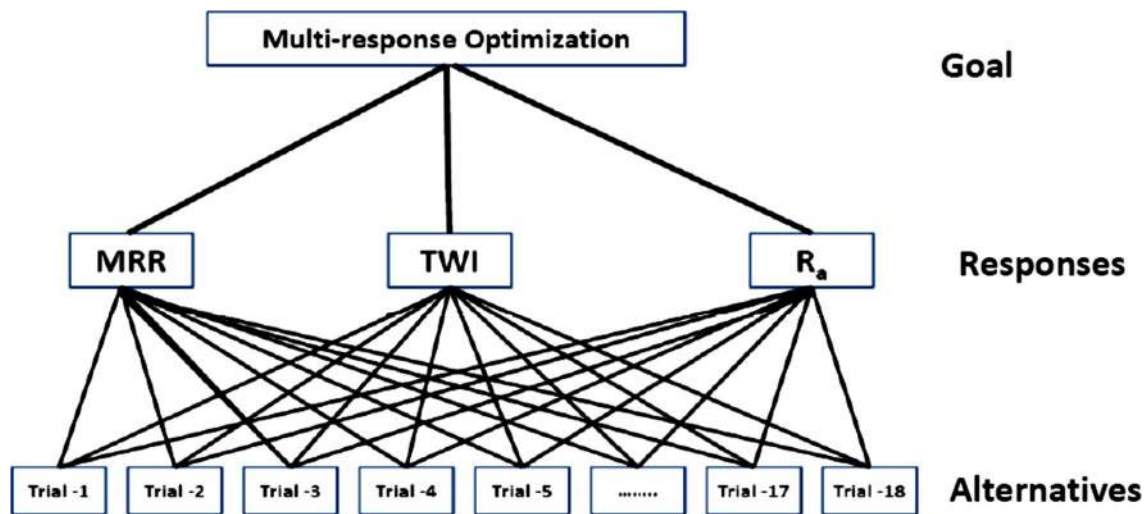 Multi-response Optimization
Goal
MRR
TWI
Rₐ
Responses
Trial -1
Trial -2
Trial -3
Trial -4
Trial -5
........
Trial -17
Trial -18
Alternatives